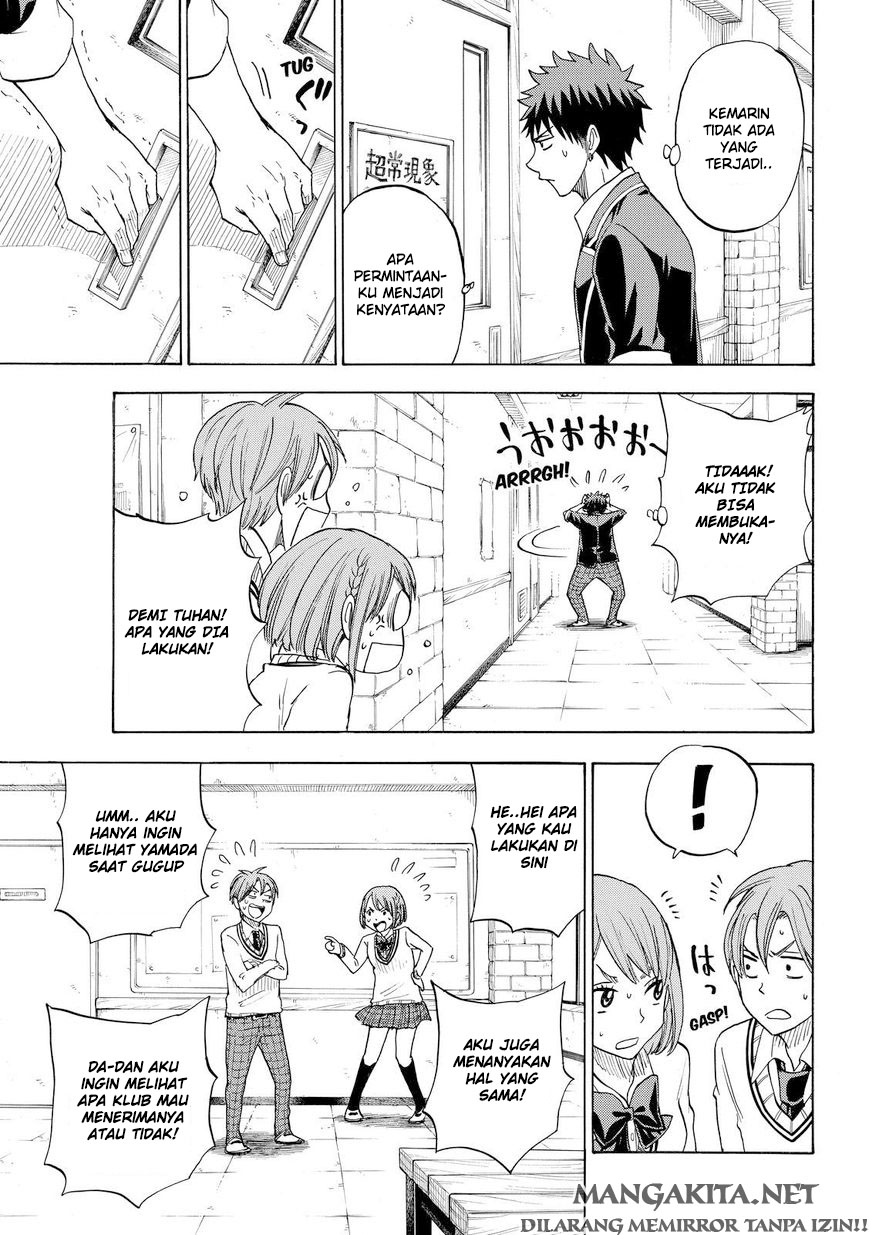 KEMARIN
TIDAK ADA
YANG
TERJADI..
超常現象
APA
PERMINTAAN-
KU MENJADI
KENYATAAN?
TUG
ぐっ
TIDAAAK!
AKU TIDAK
BISA
MEMBUKA-
NYA!
うおおおお~
ARRRGH!
DEMI TUHAN!
APA YANG DIA
LAKUKAN!
!
はっ
GASP!
HE..HEI APA
YANG KAU
LAKUKAN DI
SINI
UMM.. AKU
HANYA INGIN
MELIHAT YAMADA
SAAT GUGUP
AKU JUGA
MENANYAKAN
HAL YANG
SAMA!
DA-DAN AKU
INGIN MELIHAT
APA KLUB MAU
MENERIMANYA
ATAU TIDAK!
MANGAKITA.NET
DILARANG MEMIRROR TANPA IZIN!!